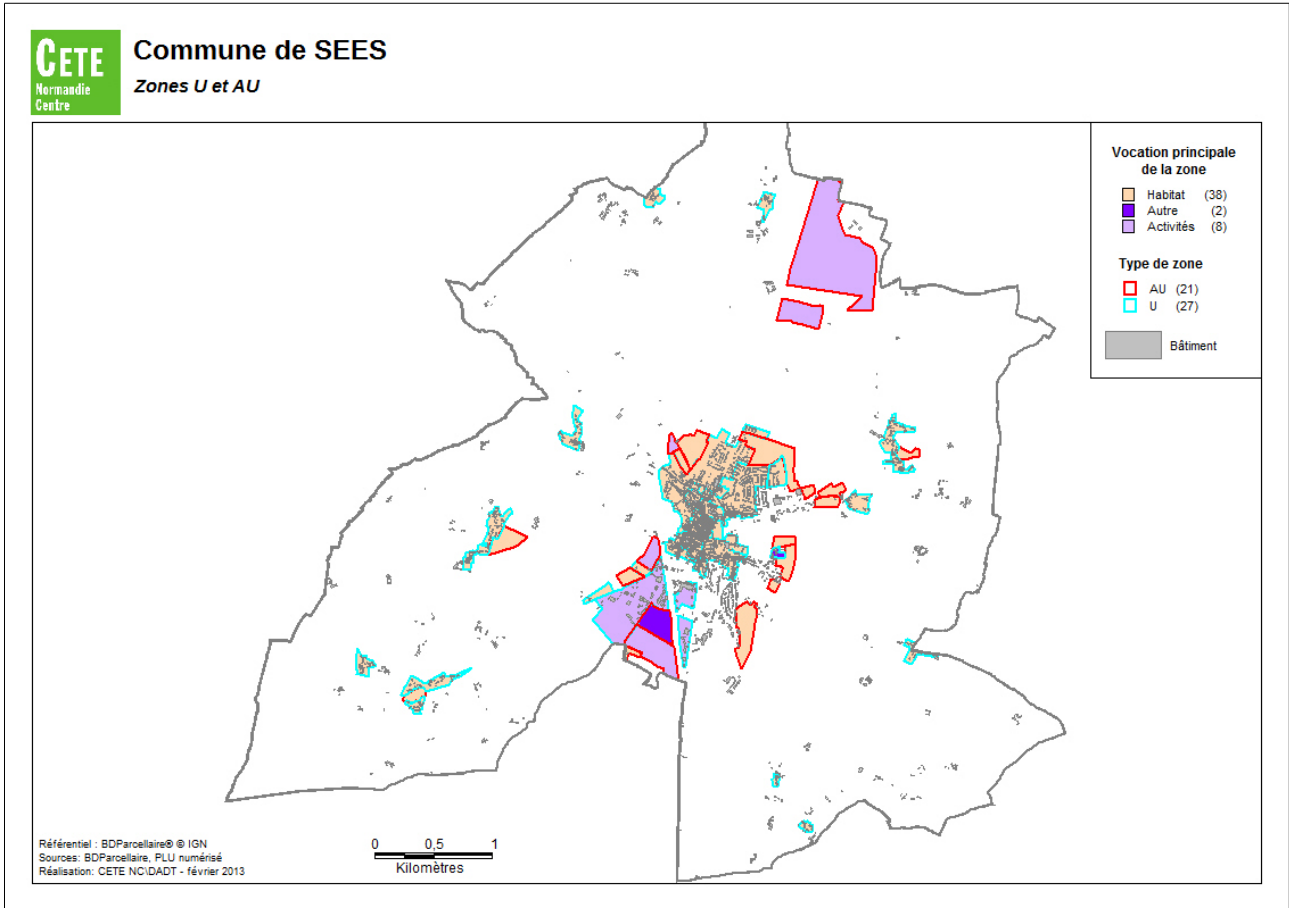 CETE
Normandie
Centre
Commune de SEES
Zones U et AU
Vocation principale
de la zone
Habitat (38)
Autre (2)
Activités (8)
Type de zone
AU (21)
U (27)
Bâtiment
Référentiel : BDParcellaire® © IGN
Sources: BDParcellaire, PLU numérisé
Réalisation: CETE NC\DADT - février 2013
0 0,5 1
Kilomètres